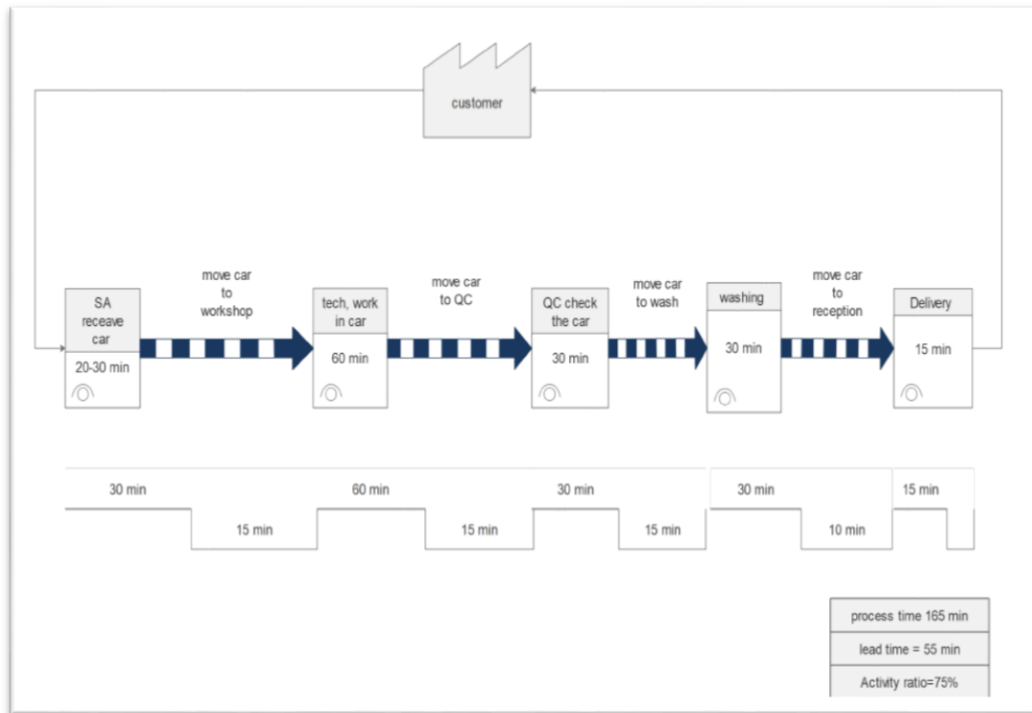 customer
move car
to
workshop
move car
to QC
move car
to wash
move car
to
reception
SA
receave
car
20-30 min
tech, work
in car
60 min
QC check
the car
30 min
washing
30 min
Delivery
15 min
30 min
15 min
60 min
15 min
30 min
15 min
30 min
10 min
15 min
process time 165 min
lead time = 55 min
Activity ratio=75%